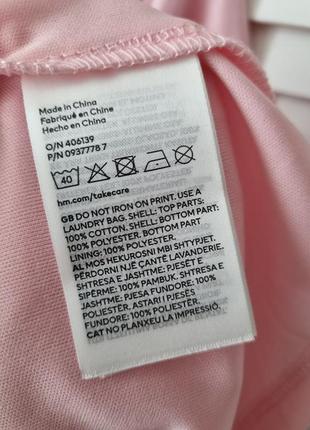 Made in China
Fabriqué en Chine
Hecho en China
O/N 406139
P/N 0937778 7
40
hm.com/takecare
GB DO NOT IRON ON PRINT. USE A
LAUNDRY BAG. SHELL: TOP PARTS:
100% COTTON. SHELL: BOTTOM PART:
100% POLYESTER. BOTTOM PART:
LINING: 100% POLYESTER.
AL MOS HEKUROSNI MBI SHTYPJET.
PËRDORNI NJË ÇANTË LAVANDERIE.
SHTRESA E JASHTME: PJESËT E
SIPËRME: 100% PAMBUK. SHTRESA E
JASHTME: PJESA FUNDORE: 100%
POLIESTER. ASTARI I PJESËS
FUNDORE: 100% POLIESTER.
CAT NO PLANXEU LA IMPRESSIÓ.